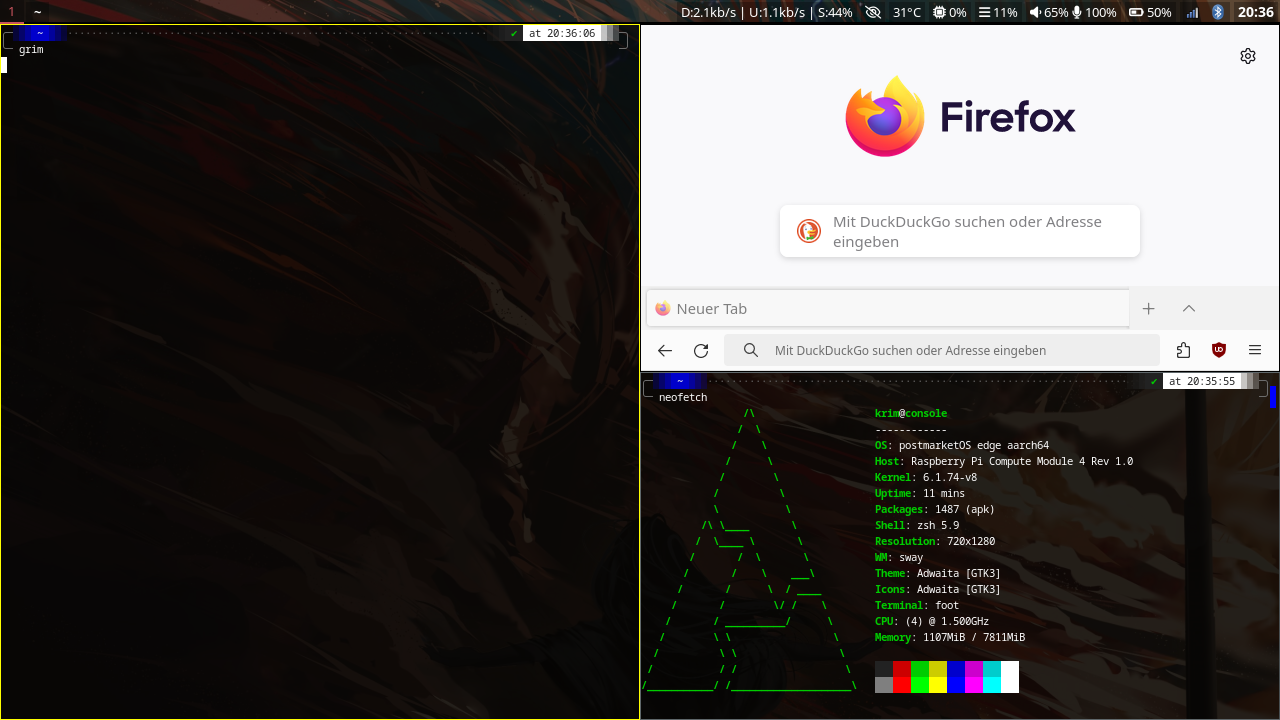 1 ~ D:2.1kb/s | U:1.1kb/s | S:44% 31°C 0% 11% 65% 100% 50% 20:36
~ ✔ at 20:36:06
grim
Firefox
Mit DuckDuckGo suchen oder Adresse
eingeben
Neuer Tab
Mit DuckDuckGo suchen oder Adresse eingeben
~ ✔ at 20:35:55
neofetch
krim@console
------------
OS: postmarketOS edge aarch64
Host: Raspberry Pi Compute Module 4 Rev 1.0
Kernel: 6.1.74-v8
Uptime: 11 mins
Packages: 1487 (apk)
Shell: zsh 5.9
Resolution: 720x1280
WM: sway
Theme: Adwaita [GTK3]
Icons: Adwaita [GTK3]
Terminal: foot
CPU: (4) @ 1.500GHz
Memory: 1107MiB / 7811MiB